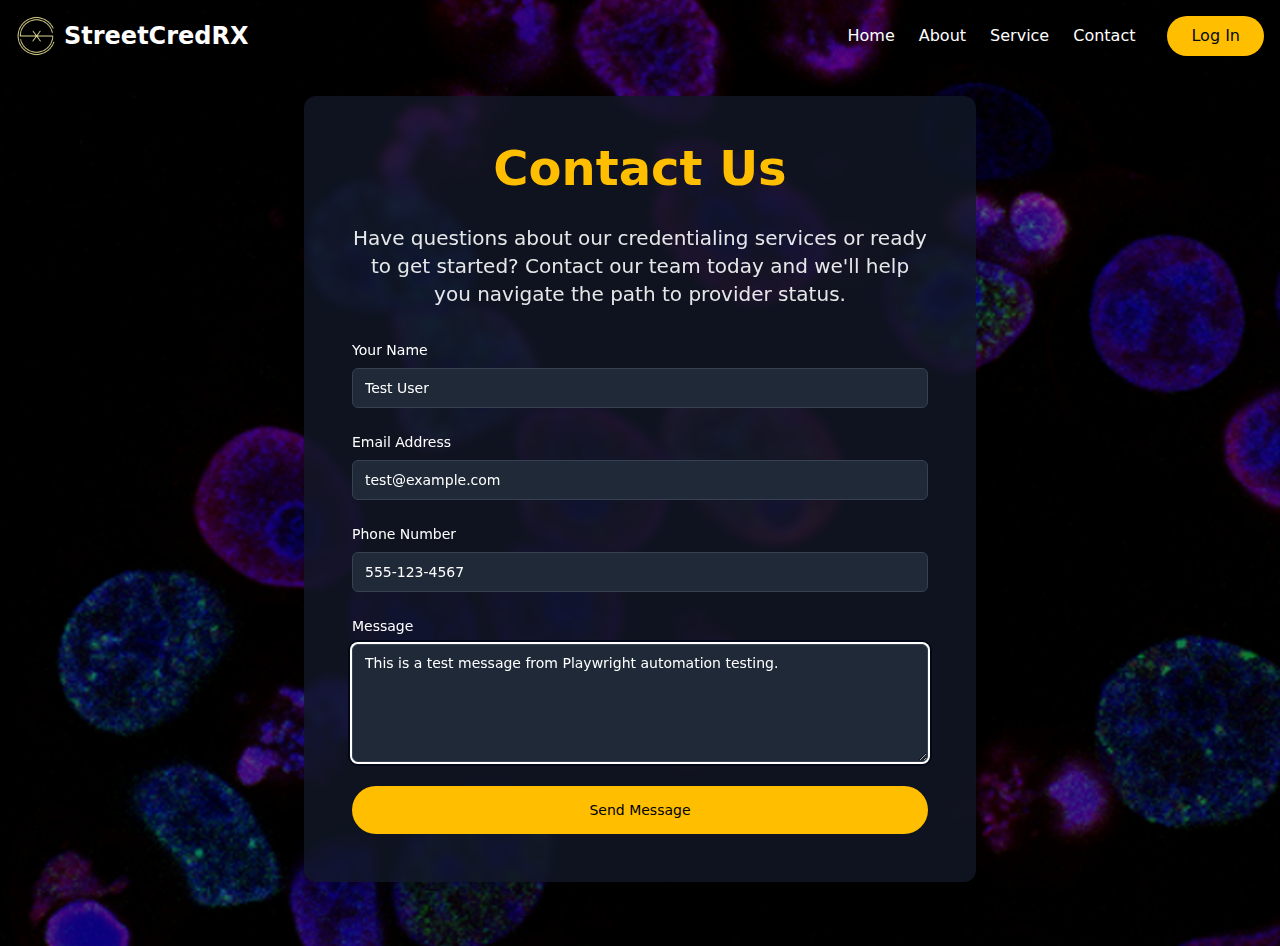 StreetCredRX
Home About Service Contact Log In
Contact Us
Have questions about our credentialing services or ready
to get started? Contact our team today and we'll help
you navigate the path to provider status.
Your Name
Test User
Email Address
test@example.com
Phone Number
555-123-4567
Message
This is a test message from Playwright automation testing.
Send Message